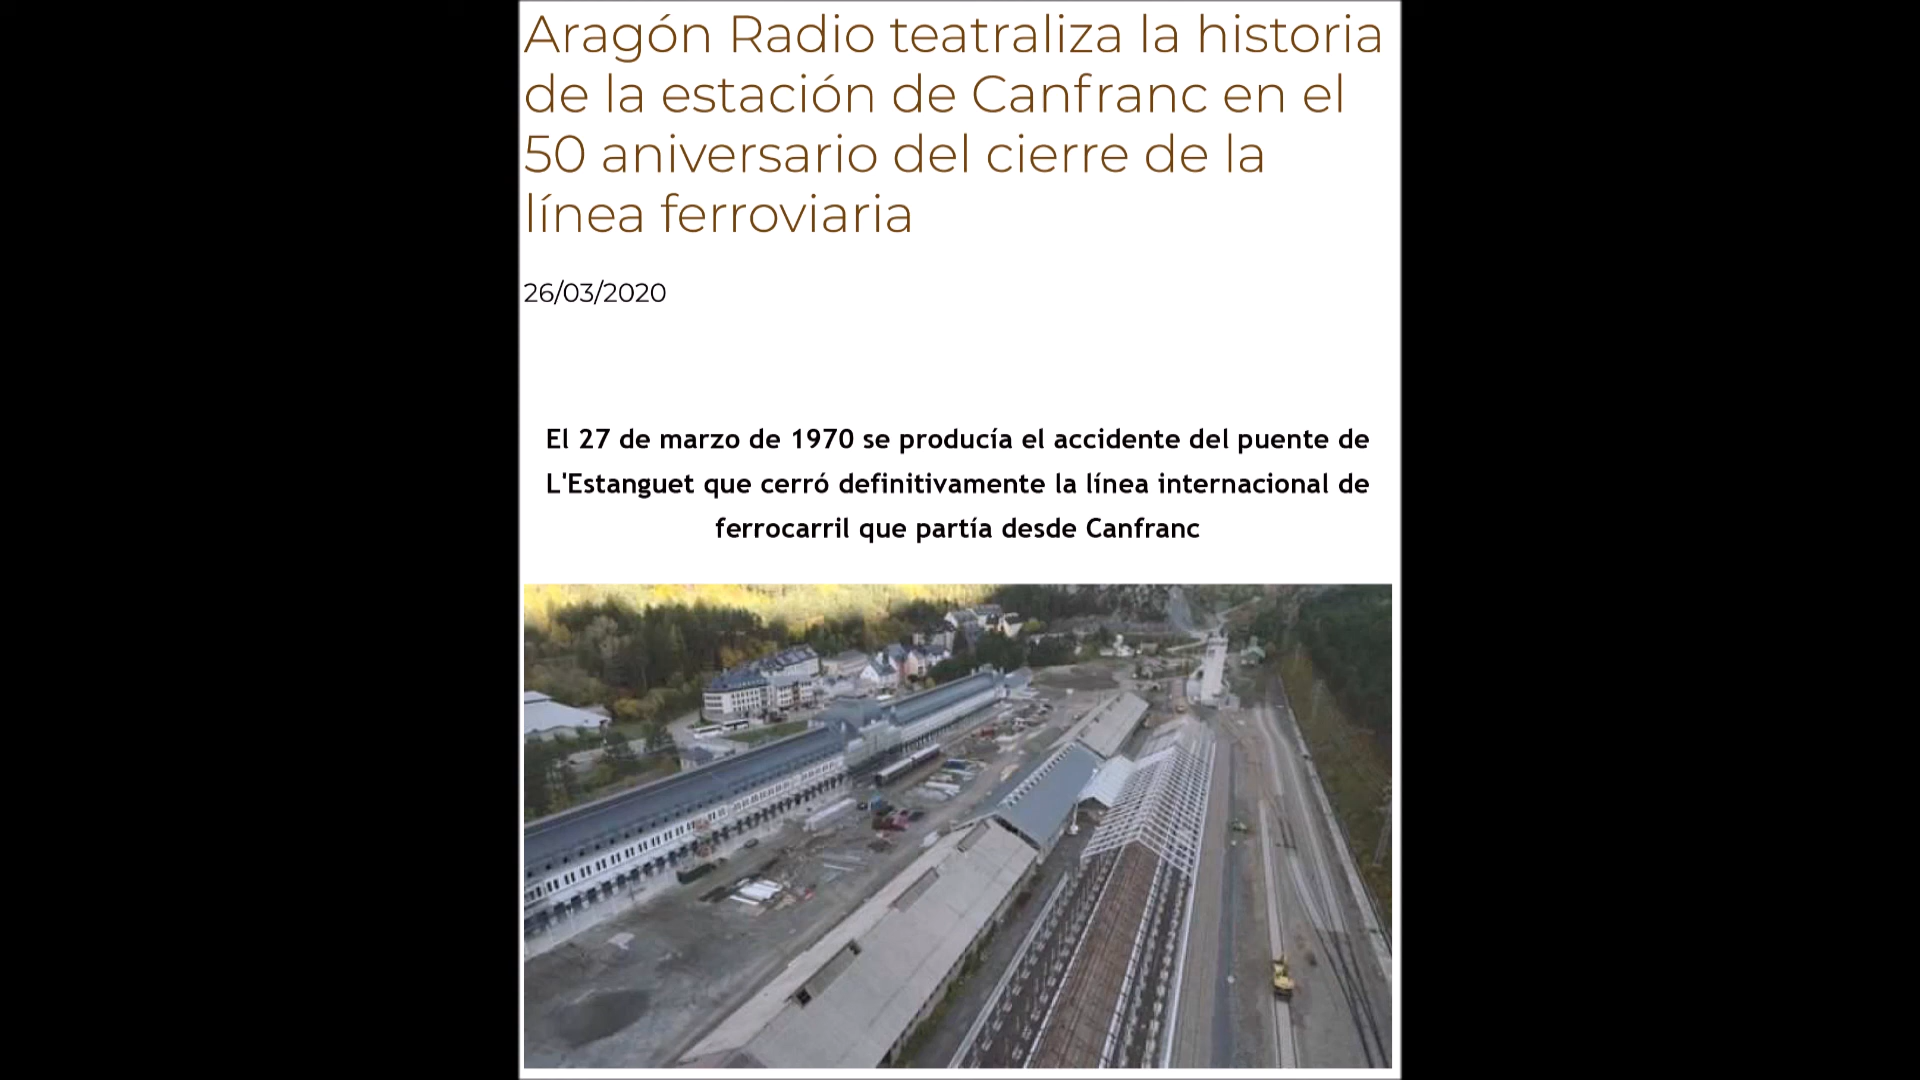 Aragón Radio teatraliza la historia
de la estación de Canfranc en el
50 aniversario del cierre de la
línea ferroviaria
26/03/2020
El 27 de marzo de 1970 se producía el accidente del puente de
L'Estanguet que cerró definitivamente la línea internacional de
ferrocarril que partía desde Canfranc